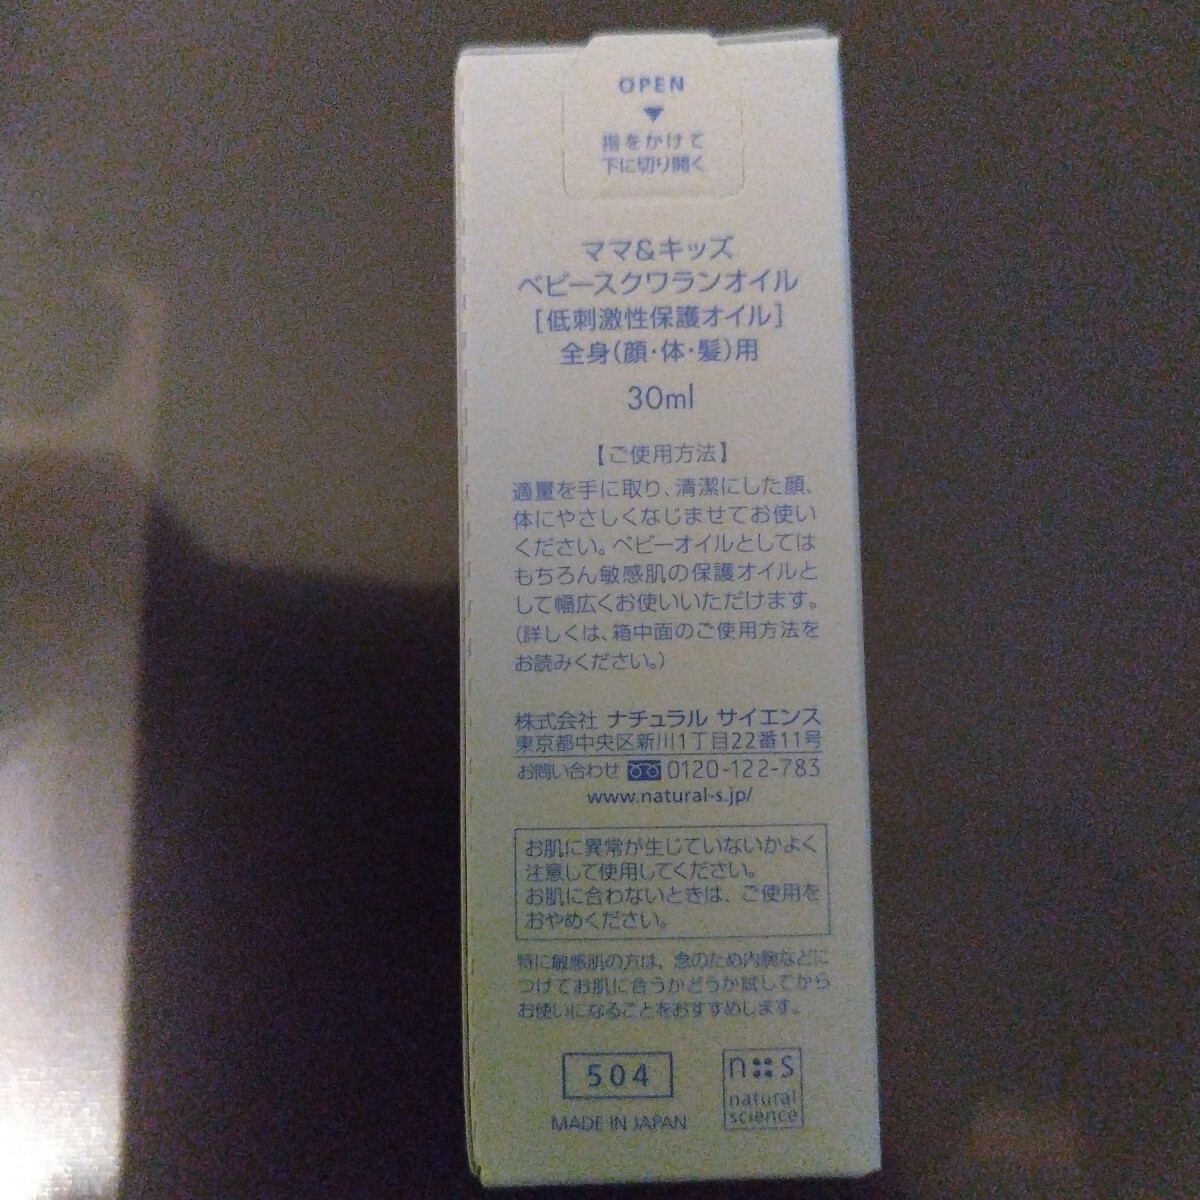 OPEN
▼
指をかけて
下に切り開く
ママ&キッズ
ベビースクワランオイル
[低刺激性保護オイル]
全身(顔・体・髪)用
30ml
【ご使用方法】
適量を手に取り、清潔にした顔、
体にやさしくなじませてお使い
ください。ベビーオイルとしては
もちろん敏感肌の保護オイルと
して幅広くお使いいただけます。
(詳しくは、箱中面のご使用方法を
お読みください。)
株式会社 ナチュラル サイエンス
東京都中央区新川1丁目22番11号
お問い合わせ 0120-122-783
www.natural-s.jp/
お肌に異常が生じていないかよく
注意して使用してください。
お肌に合わないときは、ご使用を
おやめください。
特に敏感肌の方は、念のため内腕などに
つけてお肌に合うかどうか試してから
お使いになることをおすすめします。
504
MADE IN JAPAN
n::s
natural
science